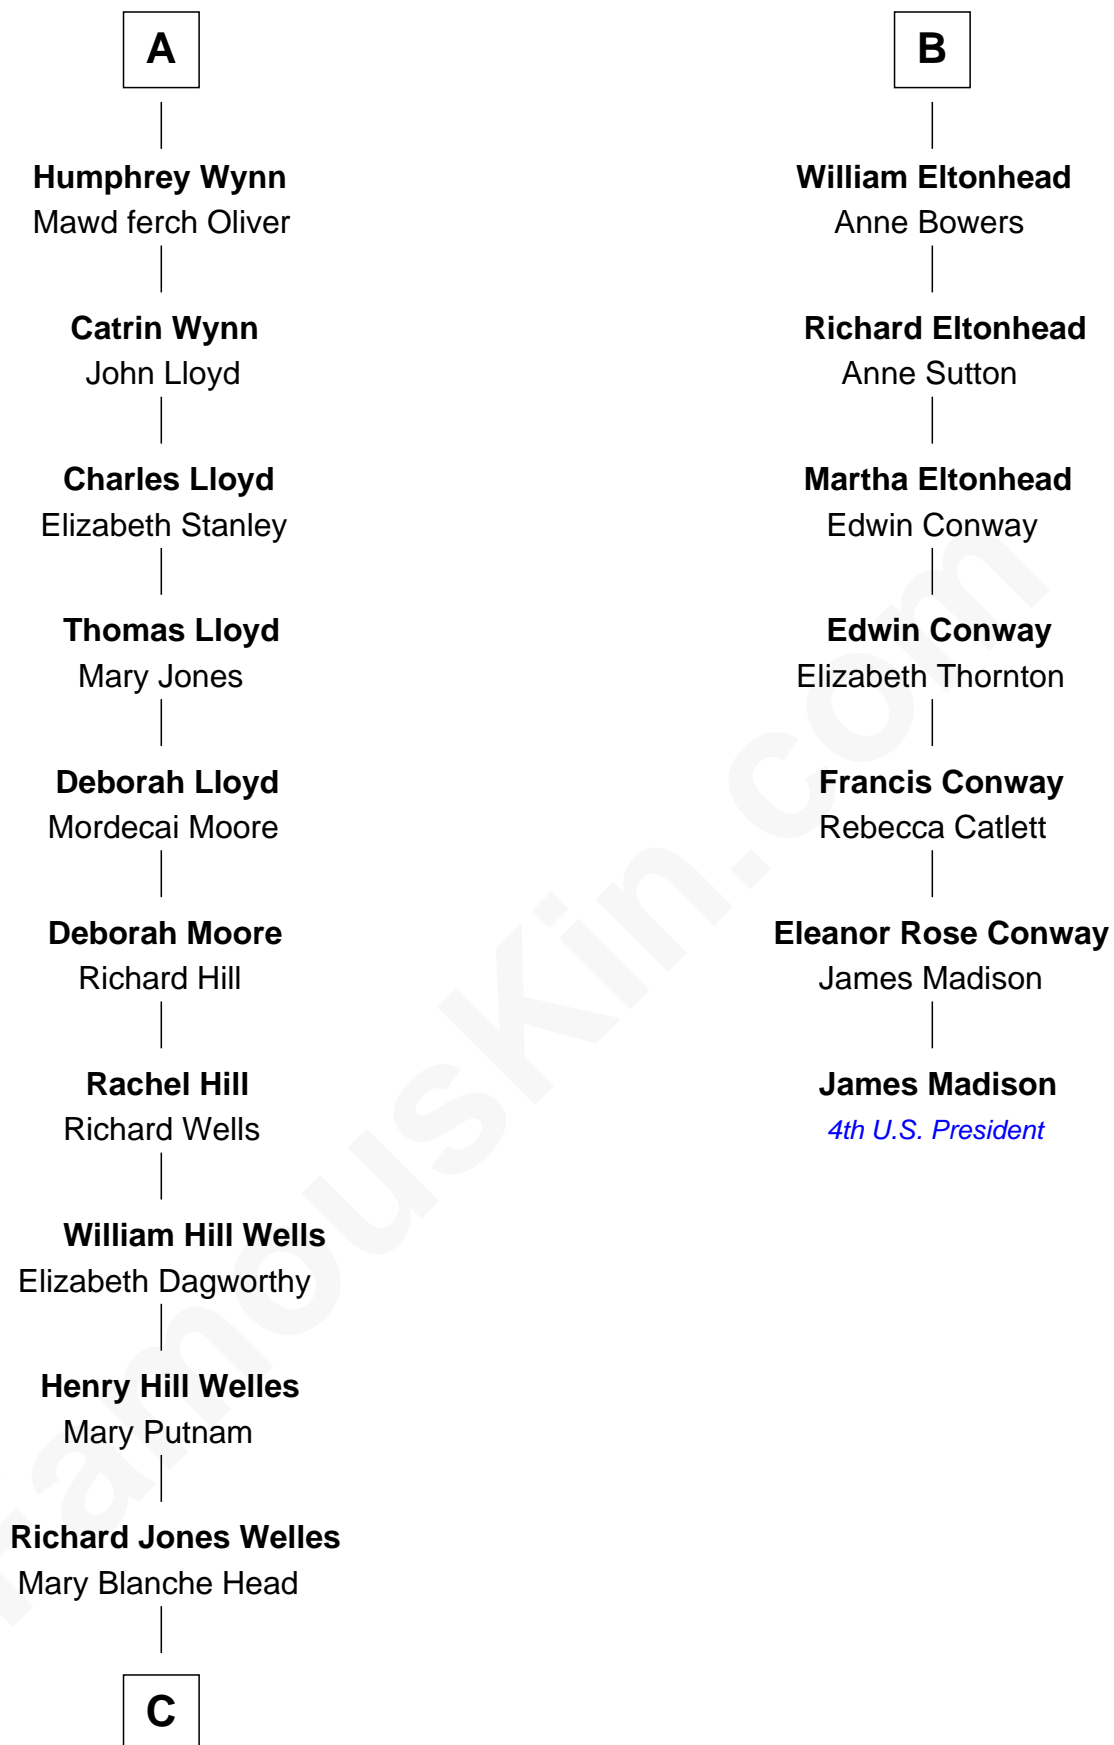 A
Humphrey Wynn
Mawd ferch Oliver
Catrin Wynn
John Lloyd
Charles Lloyd
Elizabeth Stanley
Thomas Lloyd
Mary Jones
Deborah Lloyd
Mordecai Moore
Deborah Moore
Richard Hill
Rachel Hill
Richard Wells
William Hill Wells
Elizabeth Dagworthy
Henry Hill Welles
Mary Putnam
Richard Jones Welles
Mary Blanche Head
C
B
William Eltonhead
Anne Bowers
Richard Eltonhead
Anne Sutton
Martha Eltonhead
Edwin Conway
Edwin Conway
Elizabeth Thornton
Francis Conway
Rebecca Catlett
Eleanor Rose Conway
James Madison
James Madison
4th U.S. President
FamousKin.com